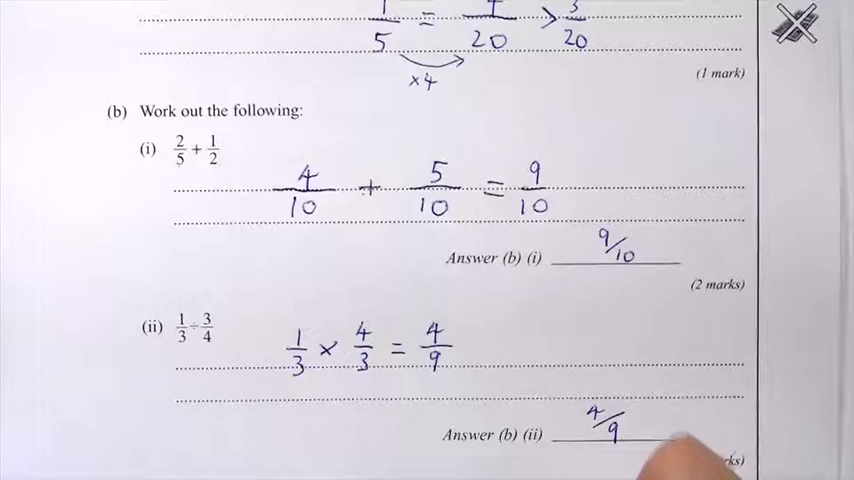 1/5 = 4/20 > 3/20
×4
(1 mark)
(b) Work out the following:
(i) 2/5 + 1/2
4/10 + 5/10 = 9/10
Answer (b) (i) 9/10
(2 marks)
(ii) 1/3 ÷ 3/4
1/3 × 4/3 = 4/9
Answer (b) (ii) 4/9